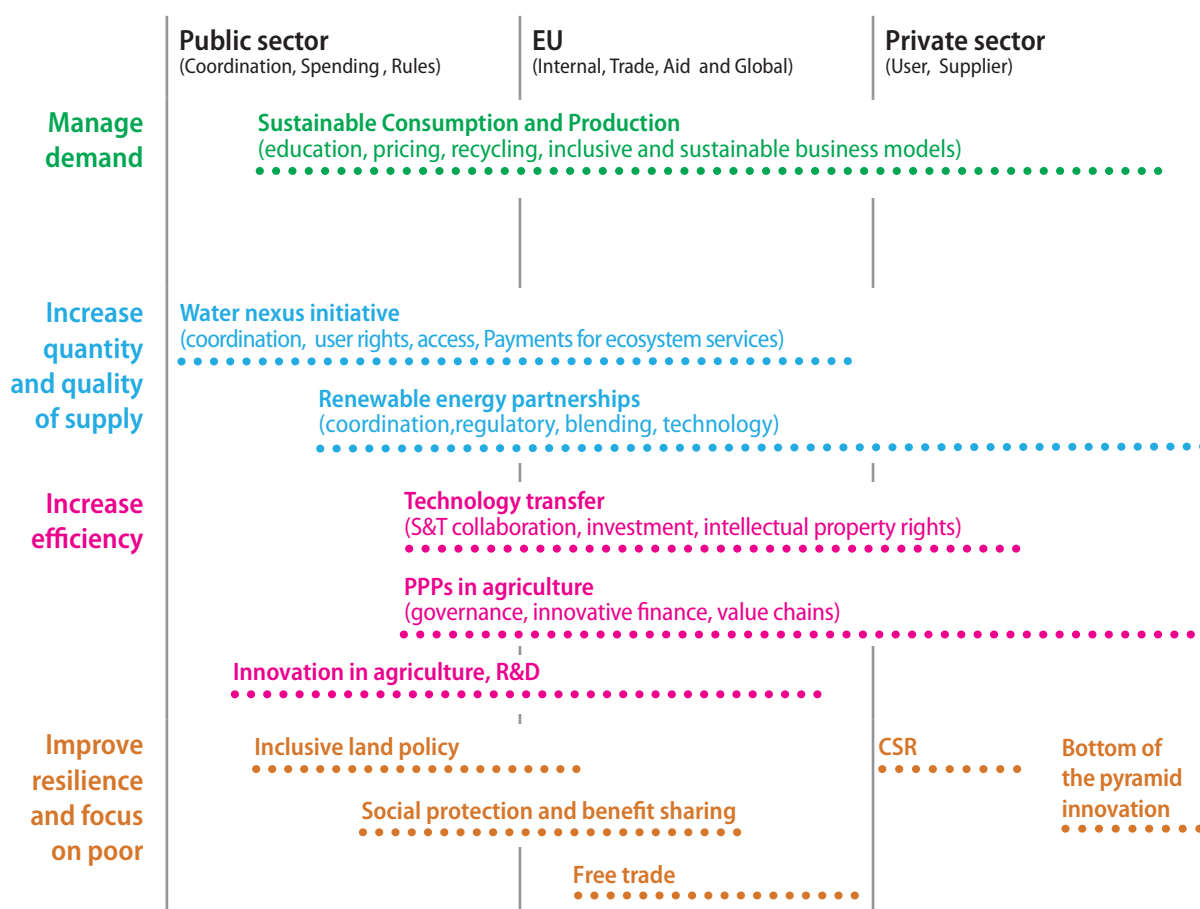 Public sector
(Coordination, Spending , Rules)
EU
(Internal, Trade, Aid and Global)
Private sector
(User, Supplier)
Manage
demand
Sustainable Consumption and Production
(education, pricing, recycling, inclusive and sustainable business models)
Increase
quantity
and quality
of supply
Water nexus initiative
(coordination, user rights, access, Payments for ecosystem services)
Renewable energy partnerships
(coordination,regulatory, blending, technology)
Increase
efficiency
Technology transfer
(S&T collaboration, investment, intellectual property rights)
PPPs in agriculture
(governance, innovative finance, value chains)
Innovation in agriculture, R&D
Improve
resilience
and focus
on poor
Inclusive land policy
CSR
Bottom of
the pyramid
innovation
Social protection and benefit sharing
Free trade